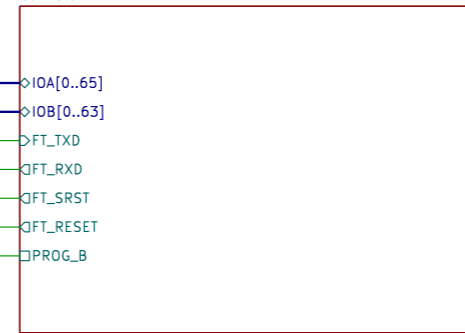 IOA[0..65]
IOB[0..63]
FT_TXD
FT_RXD
FT_SRST
FT_RESET
PROG_B